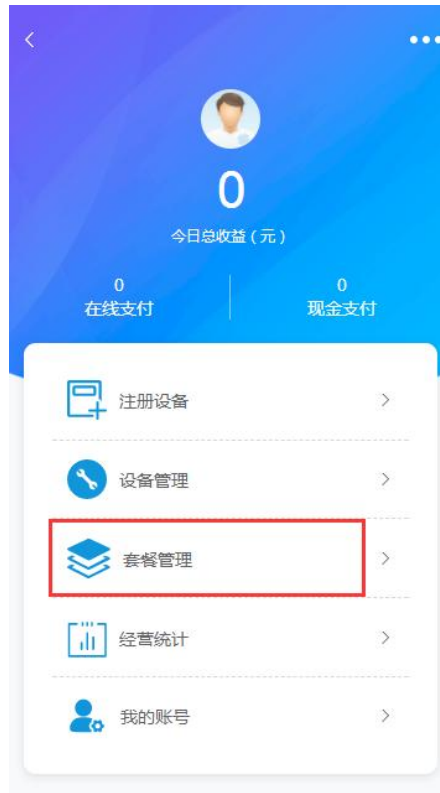 0
今日总收益（元）
0
0
在线支付
现金支付
注册设备
设备管理
套餐管理
经营统计
我的账号